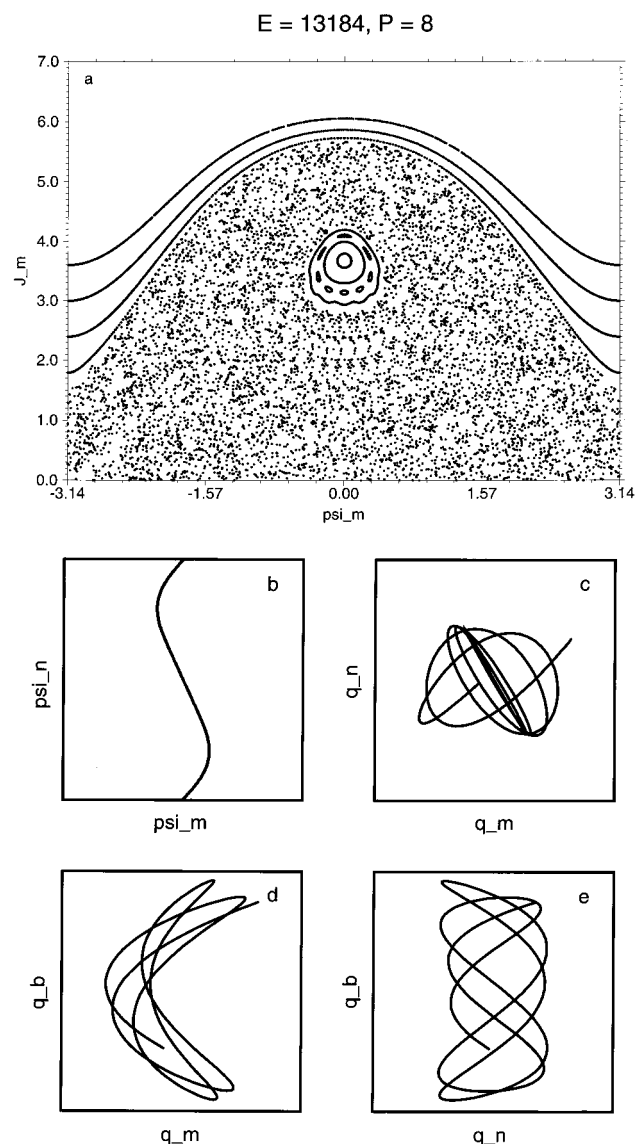 E = 13184, P = 8
7.0
a
6.0
5.0
4.0
J_m
3.0
2.0
1.0
0.0
-3.14 -1.57 0.00 1.57 3.14
psi_m
b c
psi_n q_n
psi_m q_m
d e
q_b q_b
q_m q_n